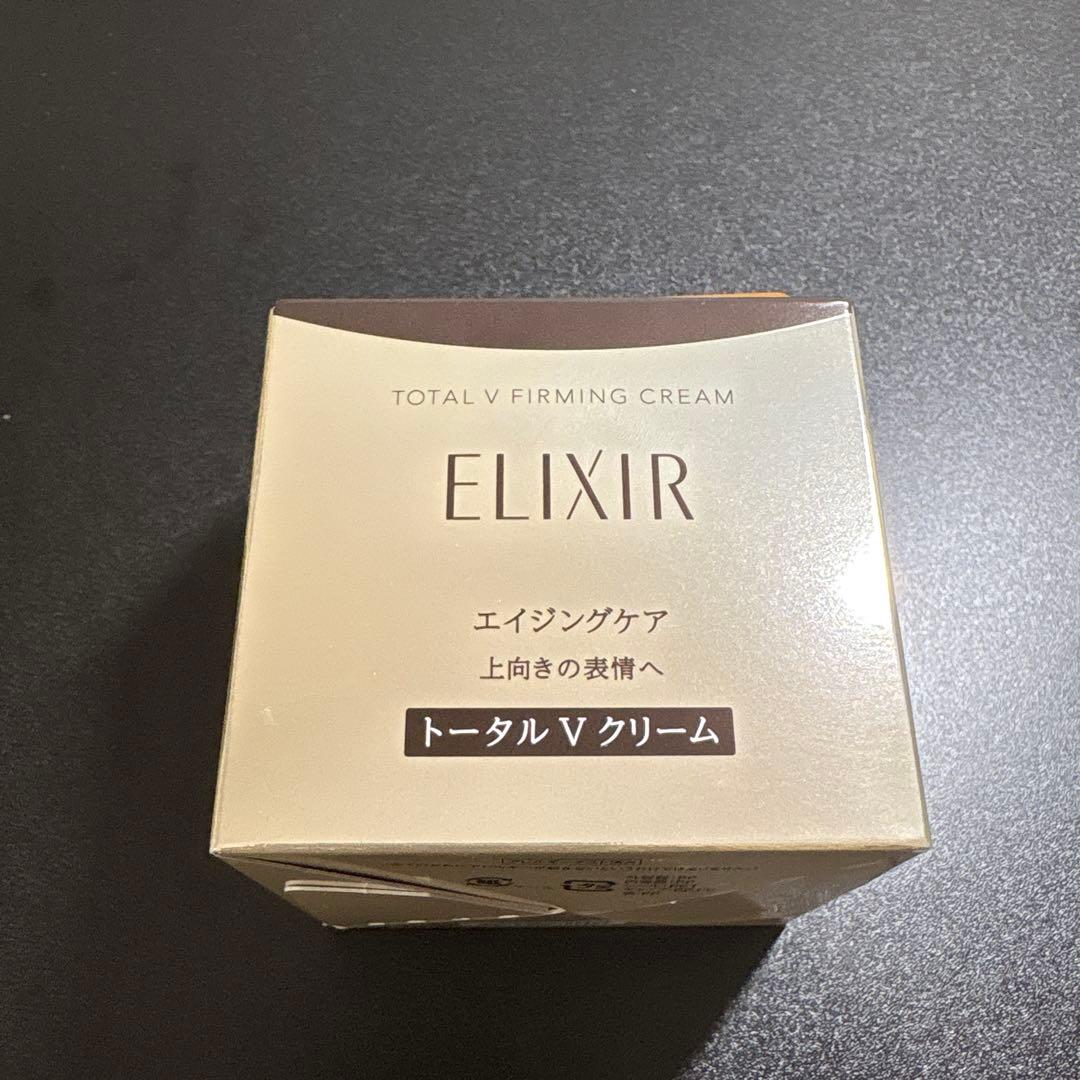 TOTAL V FIRMING CREAM
ELIXIR
エイジングケア
上向きの表情へ
トータル V クリーム